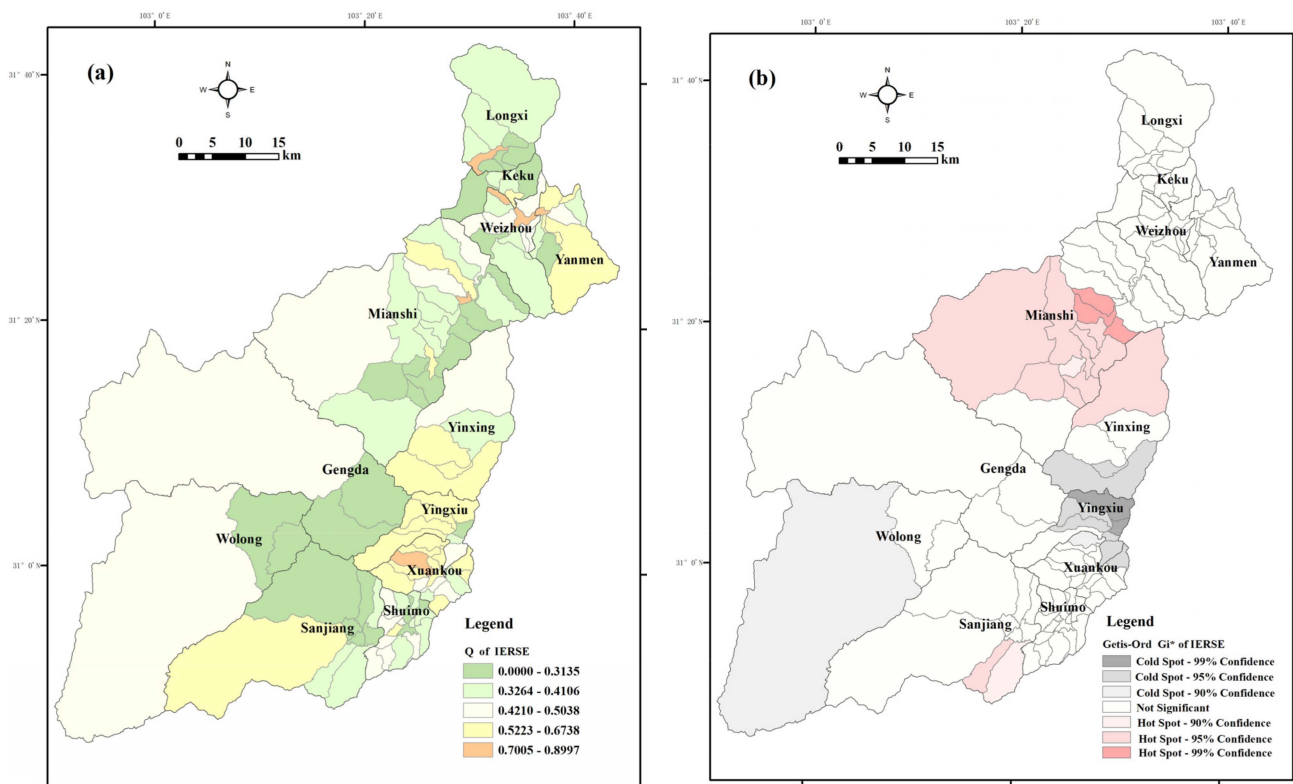 103° 0′E
103° 20′E
103° 40′E
31° 40′N
31° 20′N
31° 0′N
(a)
N
W
E
S
0 5 10 15
km
Longxi
Keku
Weizhou
Yanmen
Mianshi
Yinxing
Gengda
Yingxiu
Wolong
Xuankou
Shuimo
Sanjiang
Legend
Q of IERSE
0.0000 - 0.3135
0.3264 - 0.4106
0.4210 - 0.5038
0.5223 - 0.6738
0.7005 - 0.8997
103° 0′E
103° 20′E
103° 40′E
31° 40′N
31° 20′N
31° 0′N
(b)
N
W
E
S
0 5 10 15
km
Longxi
Keku
Weizhou
Yanmen
Mianshi
Yinxing
Gengda
Yingxiu
Wolong
Xuankou
Shuimo
Sanjiang
Legend
Getis-Ord Gi* of IERSE
Cold Spot - 99% Confidence
Cold Spot - 95% Confidence
Cold Spot - 90% Confidence
Not Significant
Hot Spot - 90% Confidence
Hot Spot - 95% Confidence
Hot Spot - 99% Confidence